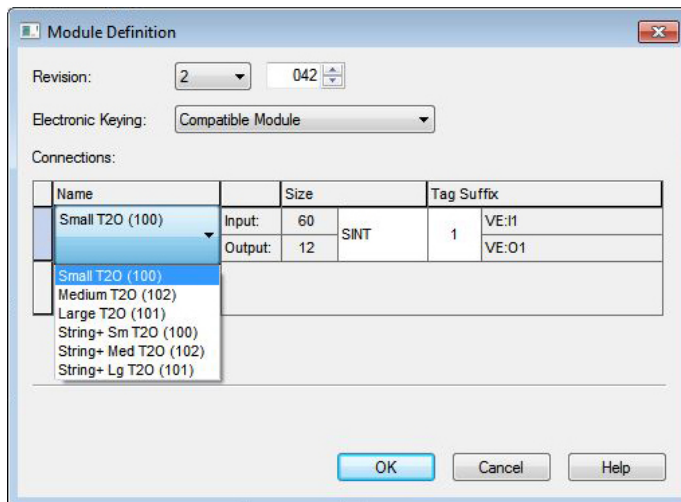 Module Definition
Revision: 2 042
Electronic Keying: Compatible Module
Connections:
Name Size Tag Suffix
Small T2O (100) Input: 60 SINT 1 VE:I1
Output: 12 VE:O1
Small T2O (100)
Medium T2O (102)
Large T2O (101)
String+ Sm T2O (100)
String+ Med T2O (102)
String+ Lg T2O (101)
OK Cancel Help